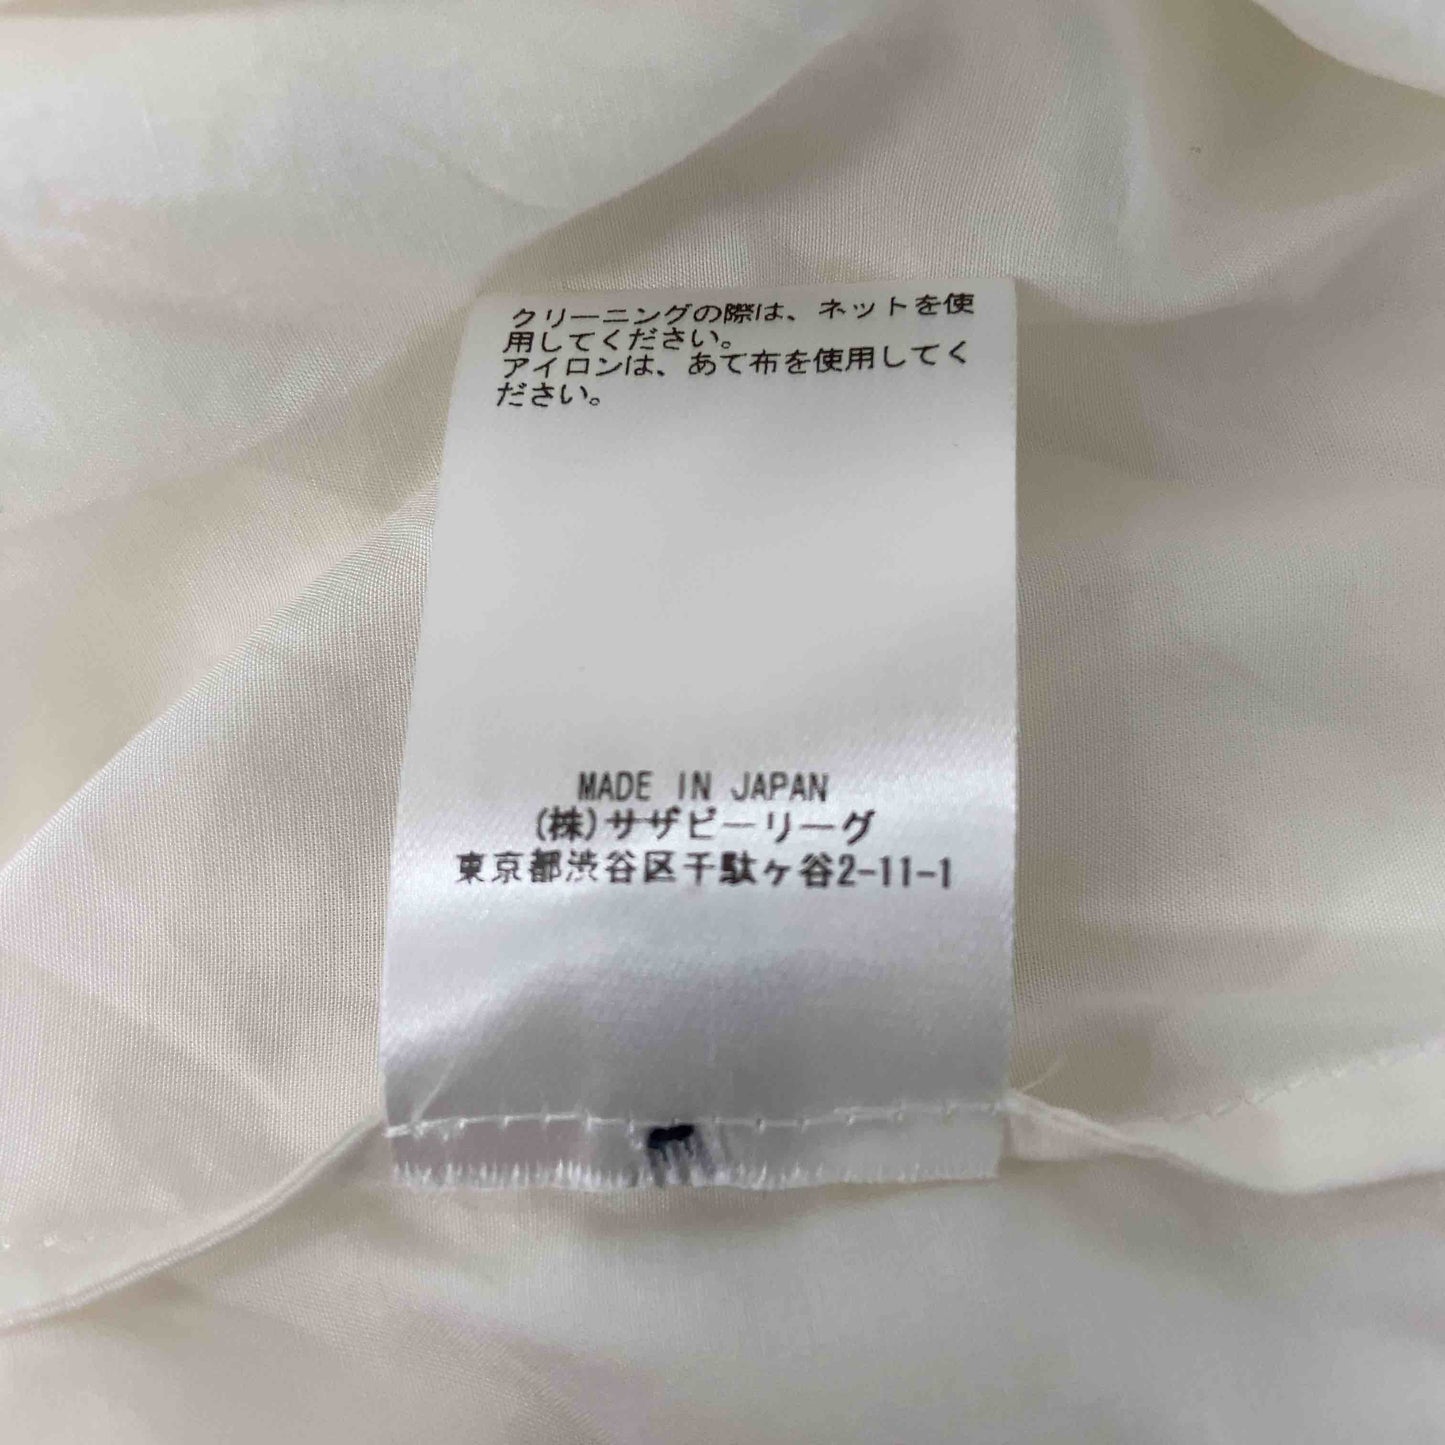 クリーニングの際は、ネットを使
用してください。
アイロンは、あて布を使用してく
ださい。
MADE IN JAPAN
(株)サザビーリーグ
東京都渋谷区千駄ヶ谷2-11-1